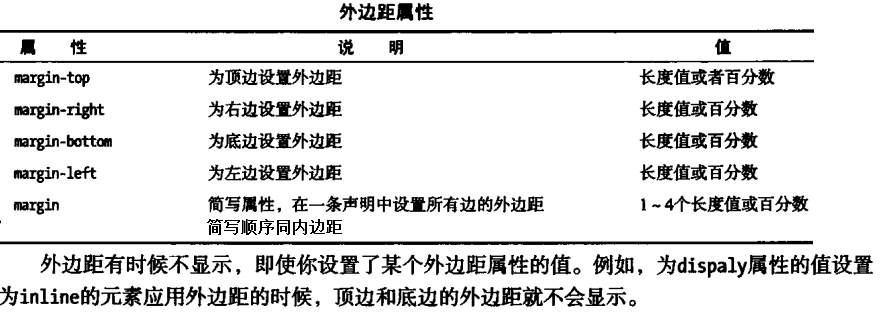 外边距属性
属 性 说 明 值
margin-top 为顶边设置外边距 长度值或者百分数
margin-right 为右边设置外边距 长度值或百分数
margin-bottom 为底边设置外边距 长度值或百分数
margin-left 为左边设置外边距 长度值或百分数
margin 简写属性，在一条声明中设置所有边的外边距 1~4个长度值或百分数
简写顺序同内边距
外边距有时候不显示，即使你设置了某个外边距属性的值。例如，为dispaly属性的值设置
为inline的元素应用外边距的时候，顶边和底边的外边距就不会显示。